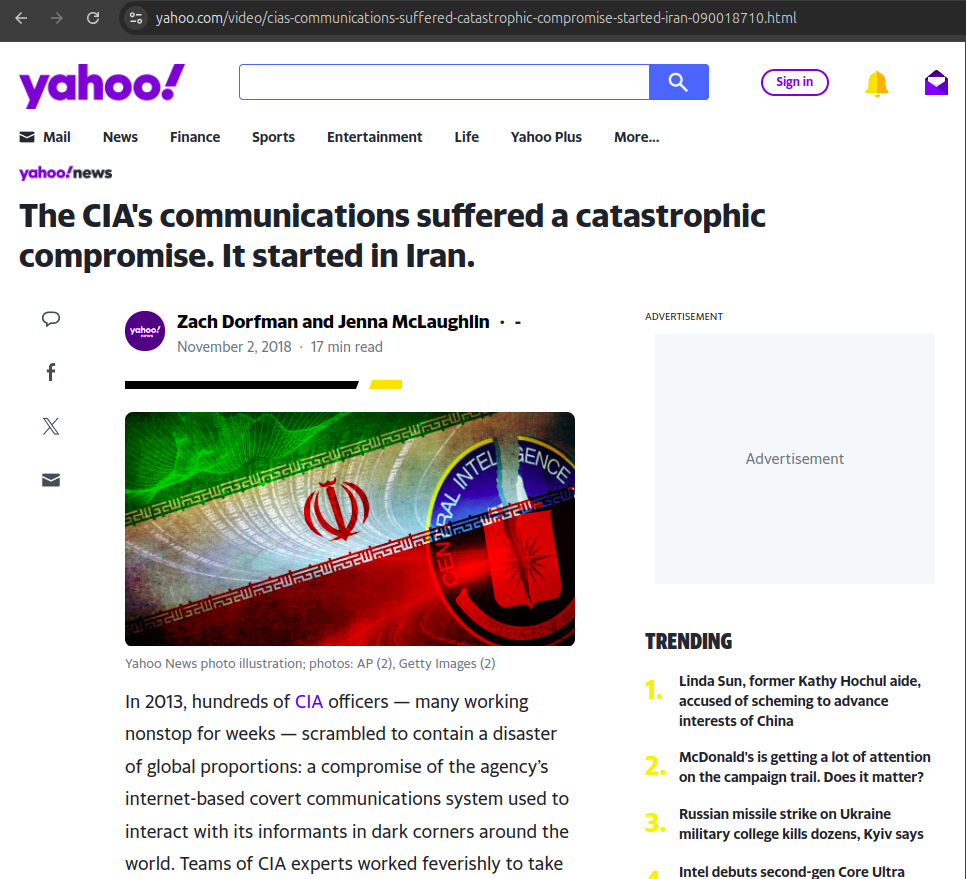 yahoo.com/video/cias-communications-suffered-catastrophic-compromise-started-iran-090018710.html
yahoo!
Sign in
Mail News Finance Sports Entertainment Life Yahoo Plus More...
yahoo!news
The CIA's communications suffered a catastrophic
compromise. It started in Iran.
yahoo!
news
Zach Dorfman and Jenna McLaughlin · -
November 2, 2018 · 17 min read
CENTRAL INTELLIGENCE
Yahoo News photo illustration; photos: AP (2), Getty Images (2)
In 2013, hundreds of CIA officers — many working
nonstop for weeks — scrambled to contain a disaster
of global proportions: a compromise of the agency’s
internet-based covert communications system used to
interact with its informants in dark corners around the
world. Teams of CIA experts worked feverishly to take
ADVERTISEMENT
Advertisement
TRENDING
1. Linda Sun, former Kathy Hochul aide,
accused of scheming to advance
interests of China
2. McDonald's is getting a lot of attention
on the campaign trail. Does it matter?
3. Russian missile strike on Ukraine
military college kills dozens, Kyiv says
4. Intel debuts second-gen Core Ultra